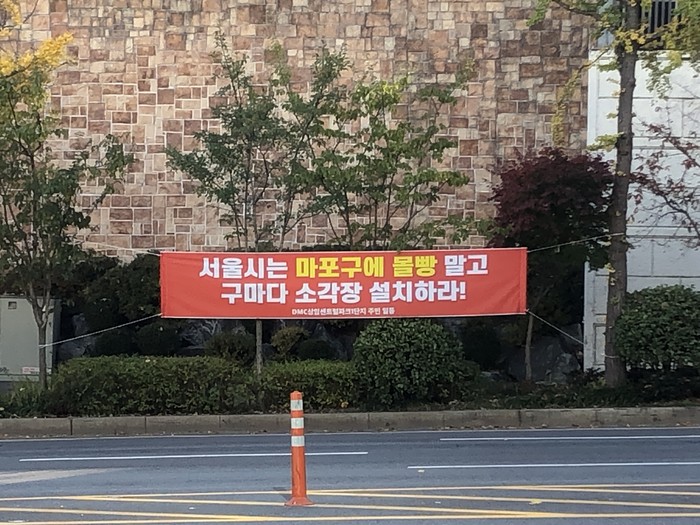 서울시는 마포구에 몰빵 말고
구마다 소각장 설치하라!
DMC상암센트럴파크1단지 주민 일동